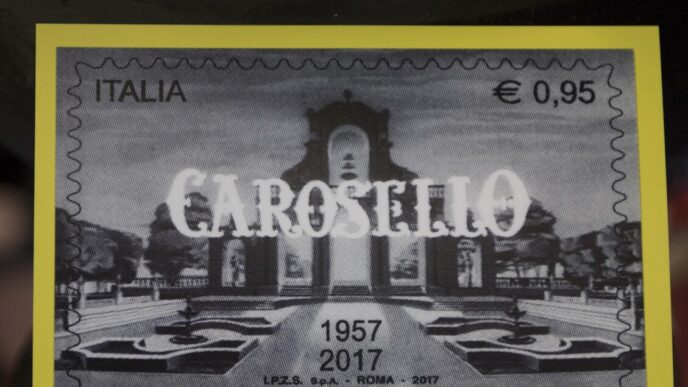 ITALIA
€ 0,95
CAROSELLO
1957
2017
I.P.Z.S. S.p.A. - ROMA - 2017